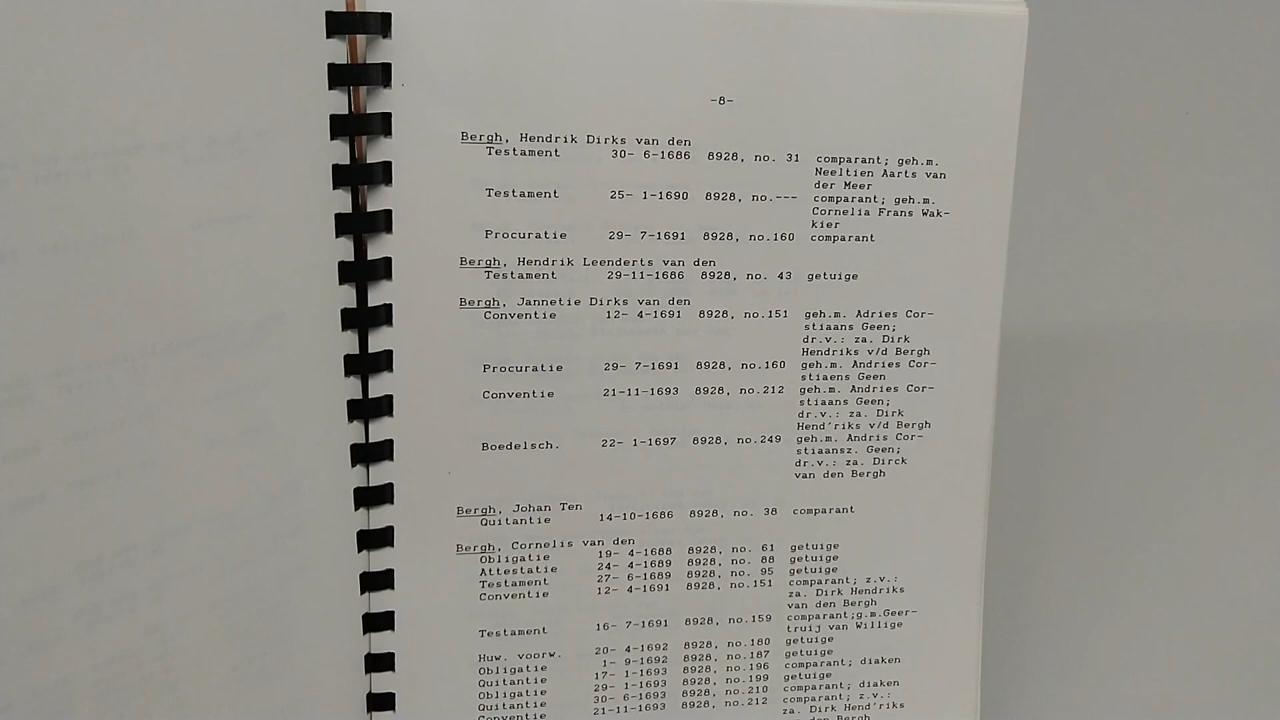 -8-
Bergh, Hendrik Dirks van den
Testament 30- 6-1686 8928, no. 31 comparant; geh.m.
Neeltien Aarts van
der Meer
Testament 25- 1-1690 8928, no.--- comparant; geh.m.
Cornelia Frans Wak-
kier
Procuratie 29- 7-1691 8928, no.160 comparant
Bergh, Hendrik Leenderts van den
Testament 29-11-1686 8928, no. 43 getuige
Bergh, Jannetie Dirks van den
Conventie 12- 4-1691 8928, no.151 geh.m. Adries Cor-
stiaans Geen;
dr.v.: za. Dirk
Hendriks v/d Bergh
Procuratie 29- 7-1691 8928, no.160 geh.m. Andries Cor-
stiaens Geen
Conventie 21-11-1693 8928, no.212 geh.m. Andries Cor-
stiaans Geen;
dr.v.: za. Dirk
Hend'riks v/d Bergh
Boedelsch. 22- 1-1697 8928, no.249 geh.m. Andris Cor-
stiaansz. Geen;
dr.v.: za. Dirck
van den Bergh
Bergh, Johan Ten
Quitantie 14-10-1686 8928, no. 38 comparant
Bergh, Cornelis van den
Obligatie 19- 4-1688 8928, no. 61 getuige
Attestatie 24- 4-1689 8928, no. 88 getuige
Testament 27- 6-1689 8928, no. 95 getuige
Conventie 12- 4-1691 8928, no.151 comparant; z.v.:
za. Dirk Hendriks
van den Bergh
Testament 16- 7-1691 8928, no.159 comparant;g.m.Geer-
truij van Willige
Huw. voorw. 20- 4-1692 8928, no.180 getuige
Obligatie 1- 9-1692 8928, no.187 getuige
Quitantie 17- 1-1693 8928, no.196 comparant; diaken
Obligatie 29- 1-1693 8928, no.199 getuige
Quitantie 30- 6-1693 8928, no.210 comparant; diaken
Conventie 21-11-1693 8928, no.212 comparant; z.v.:
za. Dirk Hend'riks
den Bergh